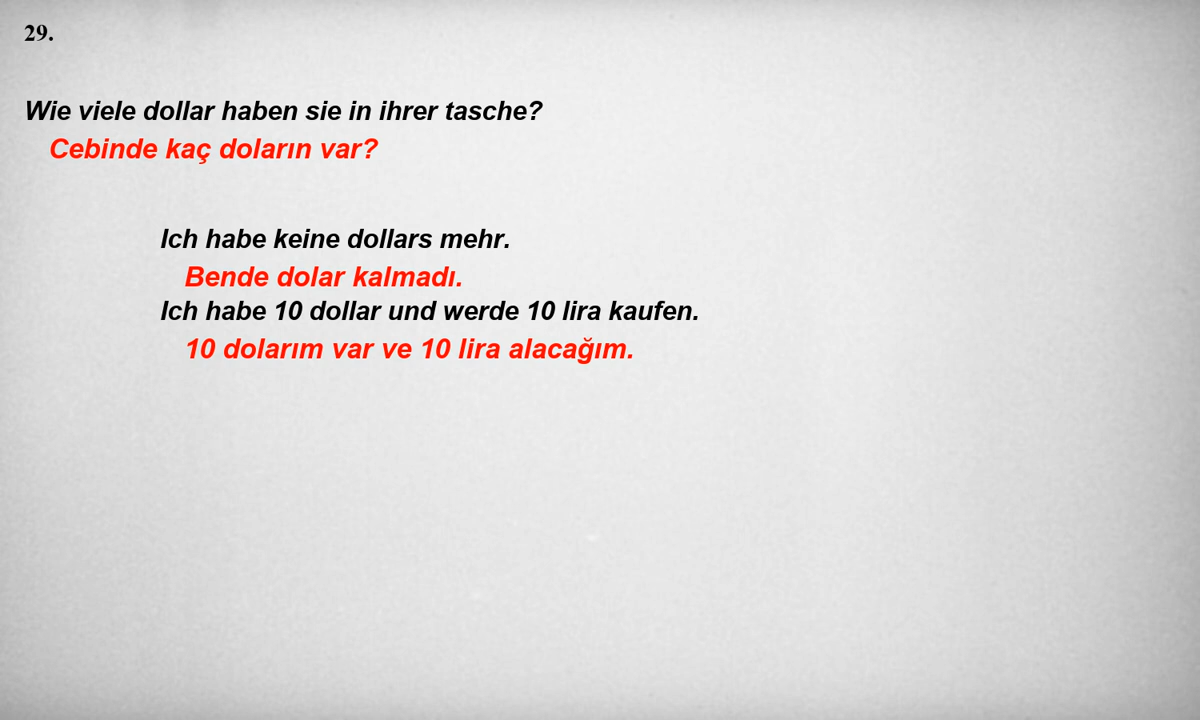 29.
Wie viele dollar haben sie in ihrer tasche?
Cebinde kaç doların var?
Ich habe keine dollars mehr.
Bende dolar kalmadı.
Ich habe 10 dollar und werde 10 lira kaufen.
10 dolarım var ve 10 lira alacağım.